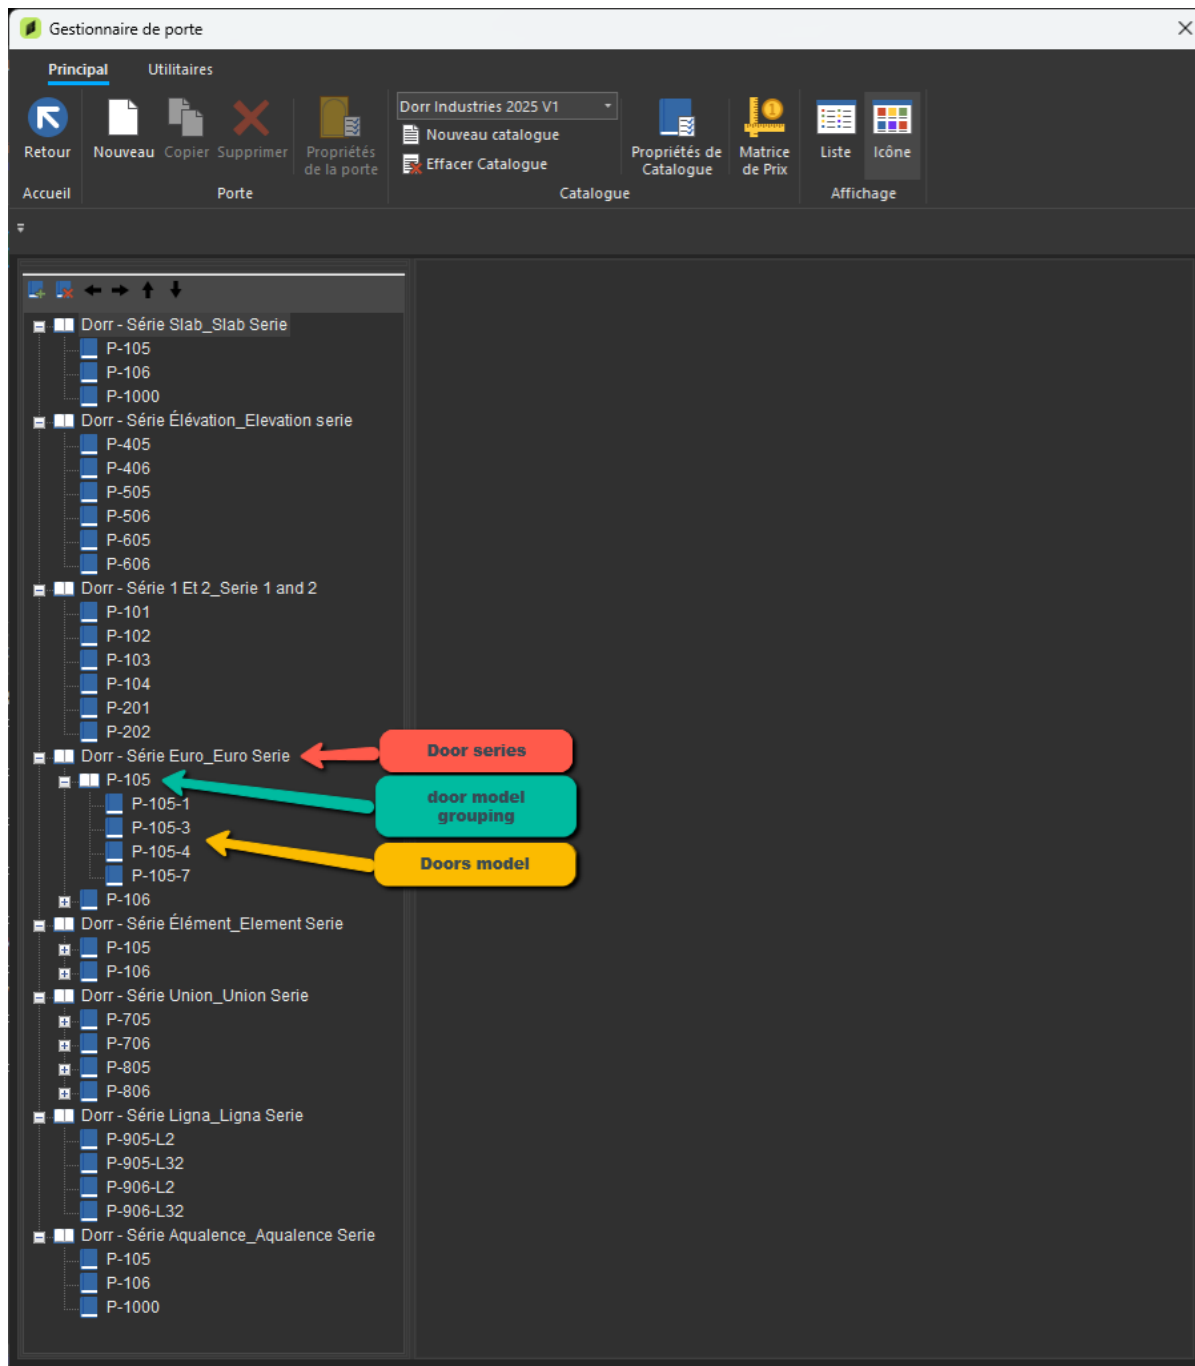 Gestionnaire de porte
Principal Utilitaires
Retour
Accueil
Nouveau Copier Supprimer
Propriétés
de la porte
Porte
Dorr Industries 2025 V1
Nouveau catalogue
Effacer Catalogue
Propriétés de
Catalogue
Matrice
de Prix
Catalogue
Liste Icône
Affichage
Dorr - Série Slab_Slab Serie
P-105
P-106
P-1000
Dorr - Série Élévation_Elevation serie
P-405
P-406
P-505
P-506
P-605
P-606
Dorr - Série 1 Et 2_Serie 1 and 2
P-101
P-102
P-103
P-104
P-201
P-202
Dorr - Série Euro_Euro Serie
Door series
P-105
door model
grouping
P-105-1
P-105-3
P-105-4
Doors model
P-105-7
P-106
Dorr - Série Élément_Element Serie
P-105
P-106
Dorr - Série Union_Union Serie
P-705
P-706
P-805
P-806
Dorr - Série Ligna_Ligna Serie
P-905-L2
P-905-L32
P-906-L2
P-906-L32
Dorr - Série Aqualence_Aqualence Serie
P-105
P-106
P-1000